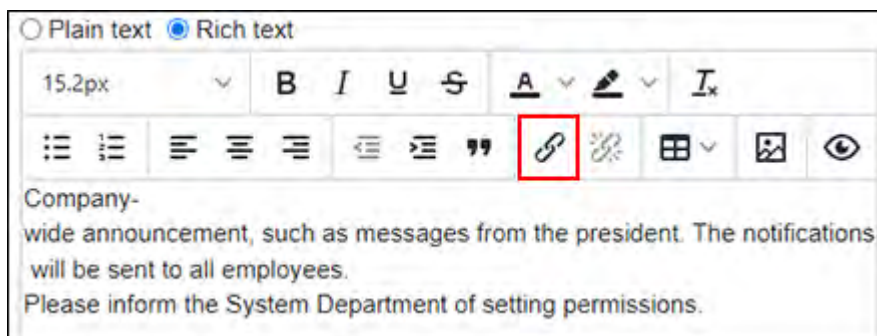 Plain text Rich text
15.2px B I U S A Tx
Company-
wide announcement, such as messages from the president. The notifications
will be sent to all employees.
Please inform the System Department of setting permissions.